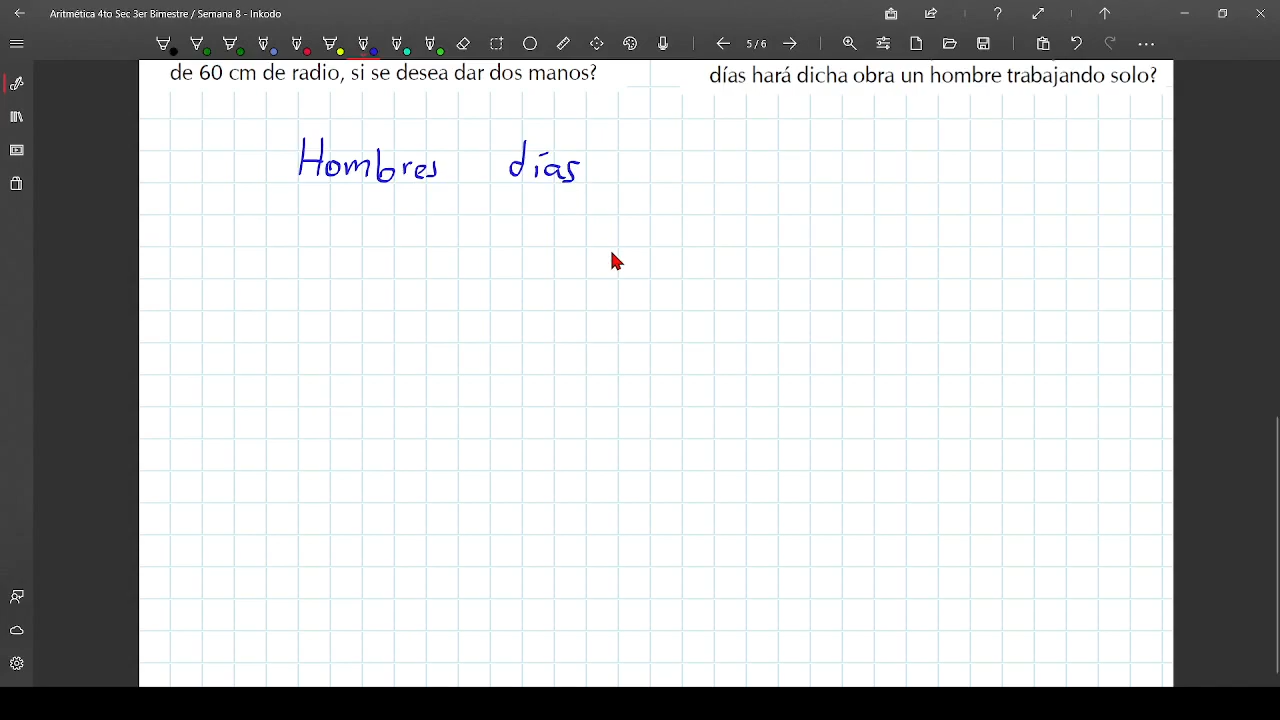 Aritmética 4to Sec 3er Bimestre / Semana 8 - Inkodo
5/6
de 60 cm de radio, si se desea dar dos manos?
días hará dicha obra un hombre trabajando solo?
Hombres días